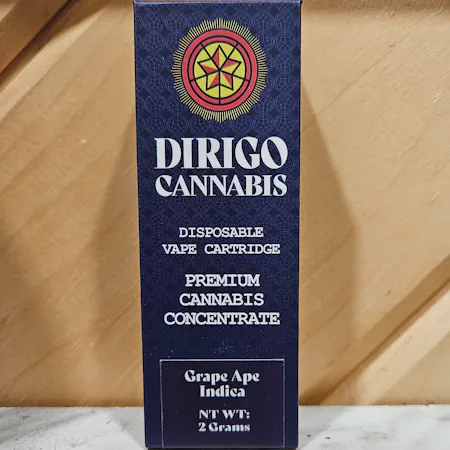 DIRIGO
CANNABIS
DISPOSABLE
VAPE CARTRIDGE
PREMIUM
CANNABIS
CONCENTRATE
Grape Ape
Indica
NT WT:
2 Grams